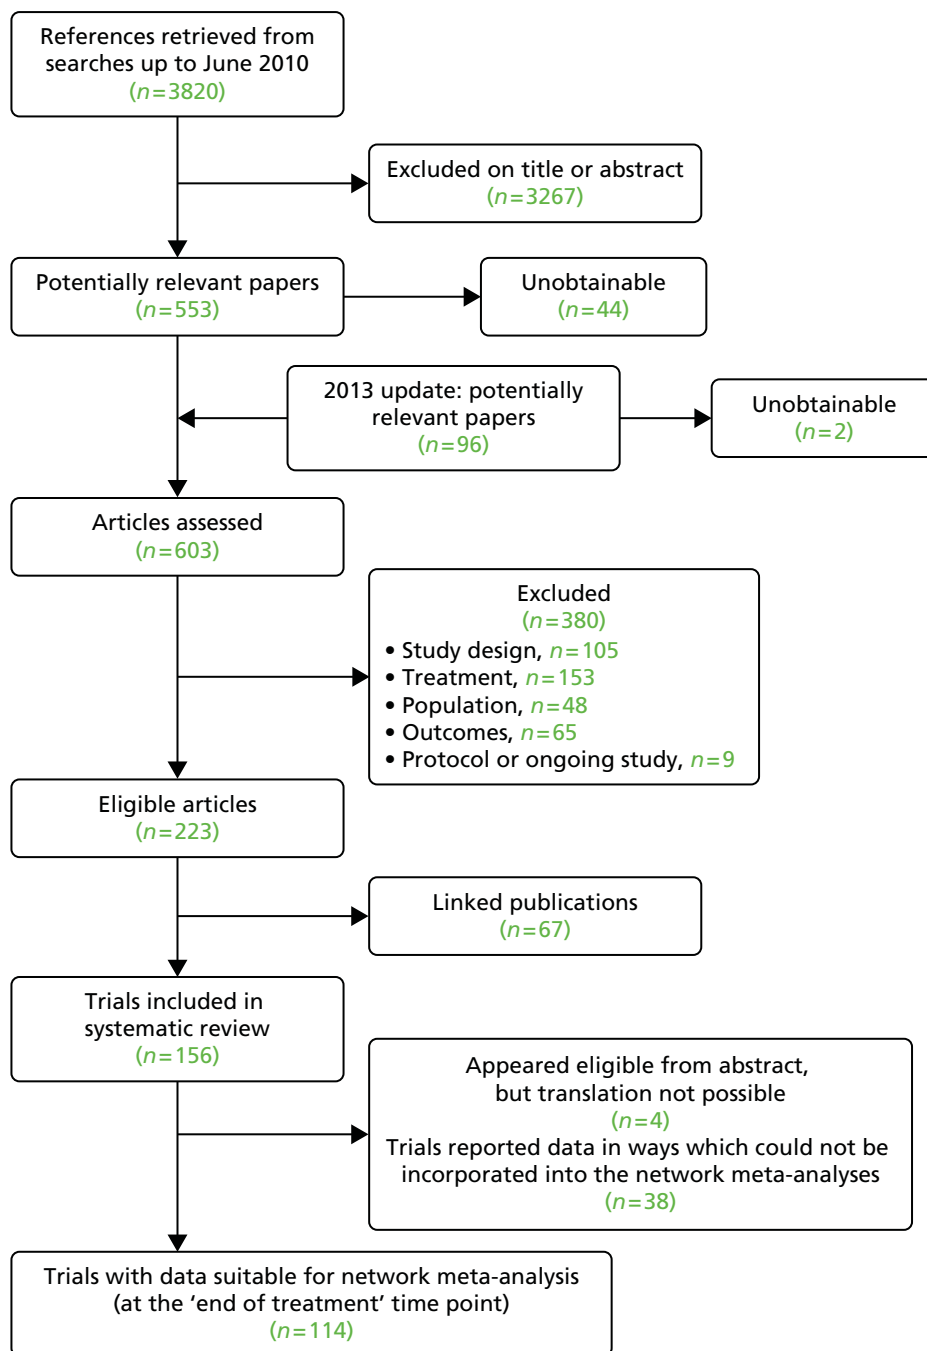 References retrieved from
searches up to June 2010
(n=3820)
Excluded on title or abstract
(n=3267)
Potentially relevant papers
(n=553)
Unobtainable
(n=44)
2013 update: potentially
relevant papers
(n=96)
Unobtainable
(n=2)
Articles assessed
(n=603)
Excluded
(n=380)
• Study design, n=105
• Treatment, n=153
• Population, n=48
• Outcomes, n=65
• Protocol or ongoing study, n=9
Eligible articles
(n=223)
Linked publications
(n=67)
Trials included in
systematic review
(n=156)
Appeared eligible from abstract,
but translation not possible
(n=4)
Trials reported data in ways which could not be
incorporated into the network meta-analyses
(n=38)
Trials with data suitable for network meta-analysis
(at the ‘end of treatment’ time point)
(n=114)